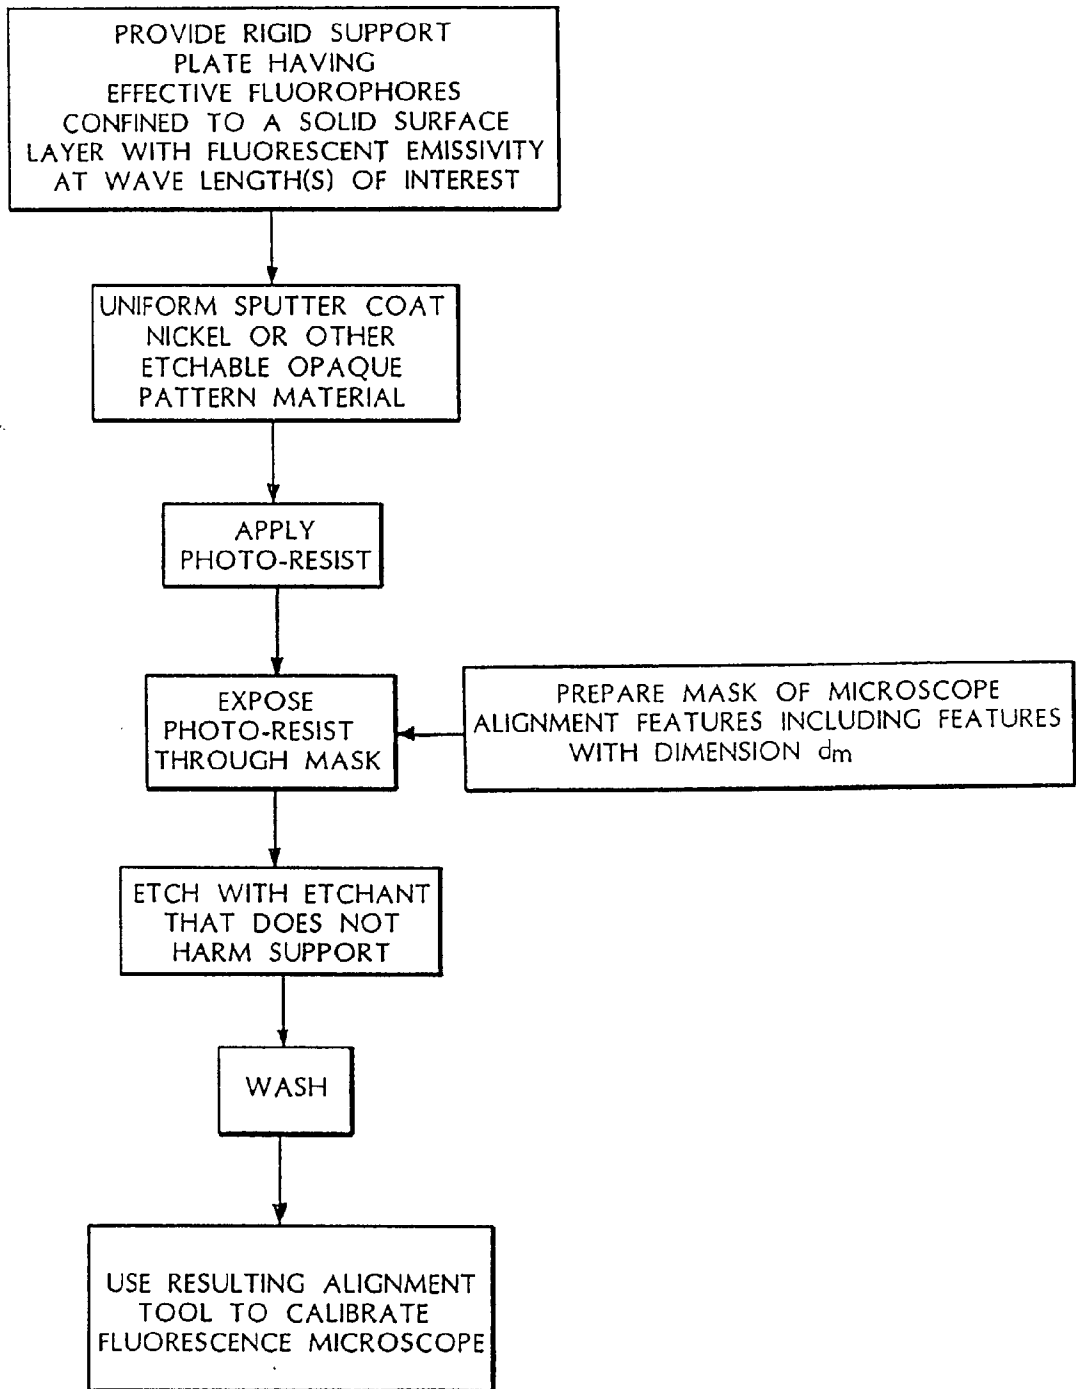 PROVIDE RIGID SUPPORT
PLATE HAVING
EFFECTIVE FLUOROPHORES
CONFINED TO A SOLID SURFACE
LAYER WITH FLUORESCENT EMISSIVITY
AT WAVE LENGTH(S) OF INTEREST
UNIFORM SPUTTER COAT
NICKEL OR OTHER
ETCHABLE OPAQUE
PATTERN MATERIAL
APPLY
PHOTO-RESIST
EXPOSE
PHOTO-RESIST
THROUGH MASK
PREPARE MASK OF MICROSCOPE
ALIGNMENT FEATURES INCLUDING FEATURES
WITH DIMENSION dm
ETCH WITH ETCHANT
THAT DOES NOT
HARM SUPPORT
WASH
USE RESULTING ALIGNMENT
TOOL TO CALIBRATE
FLUORESCENCE MICROSCOPE